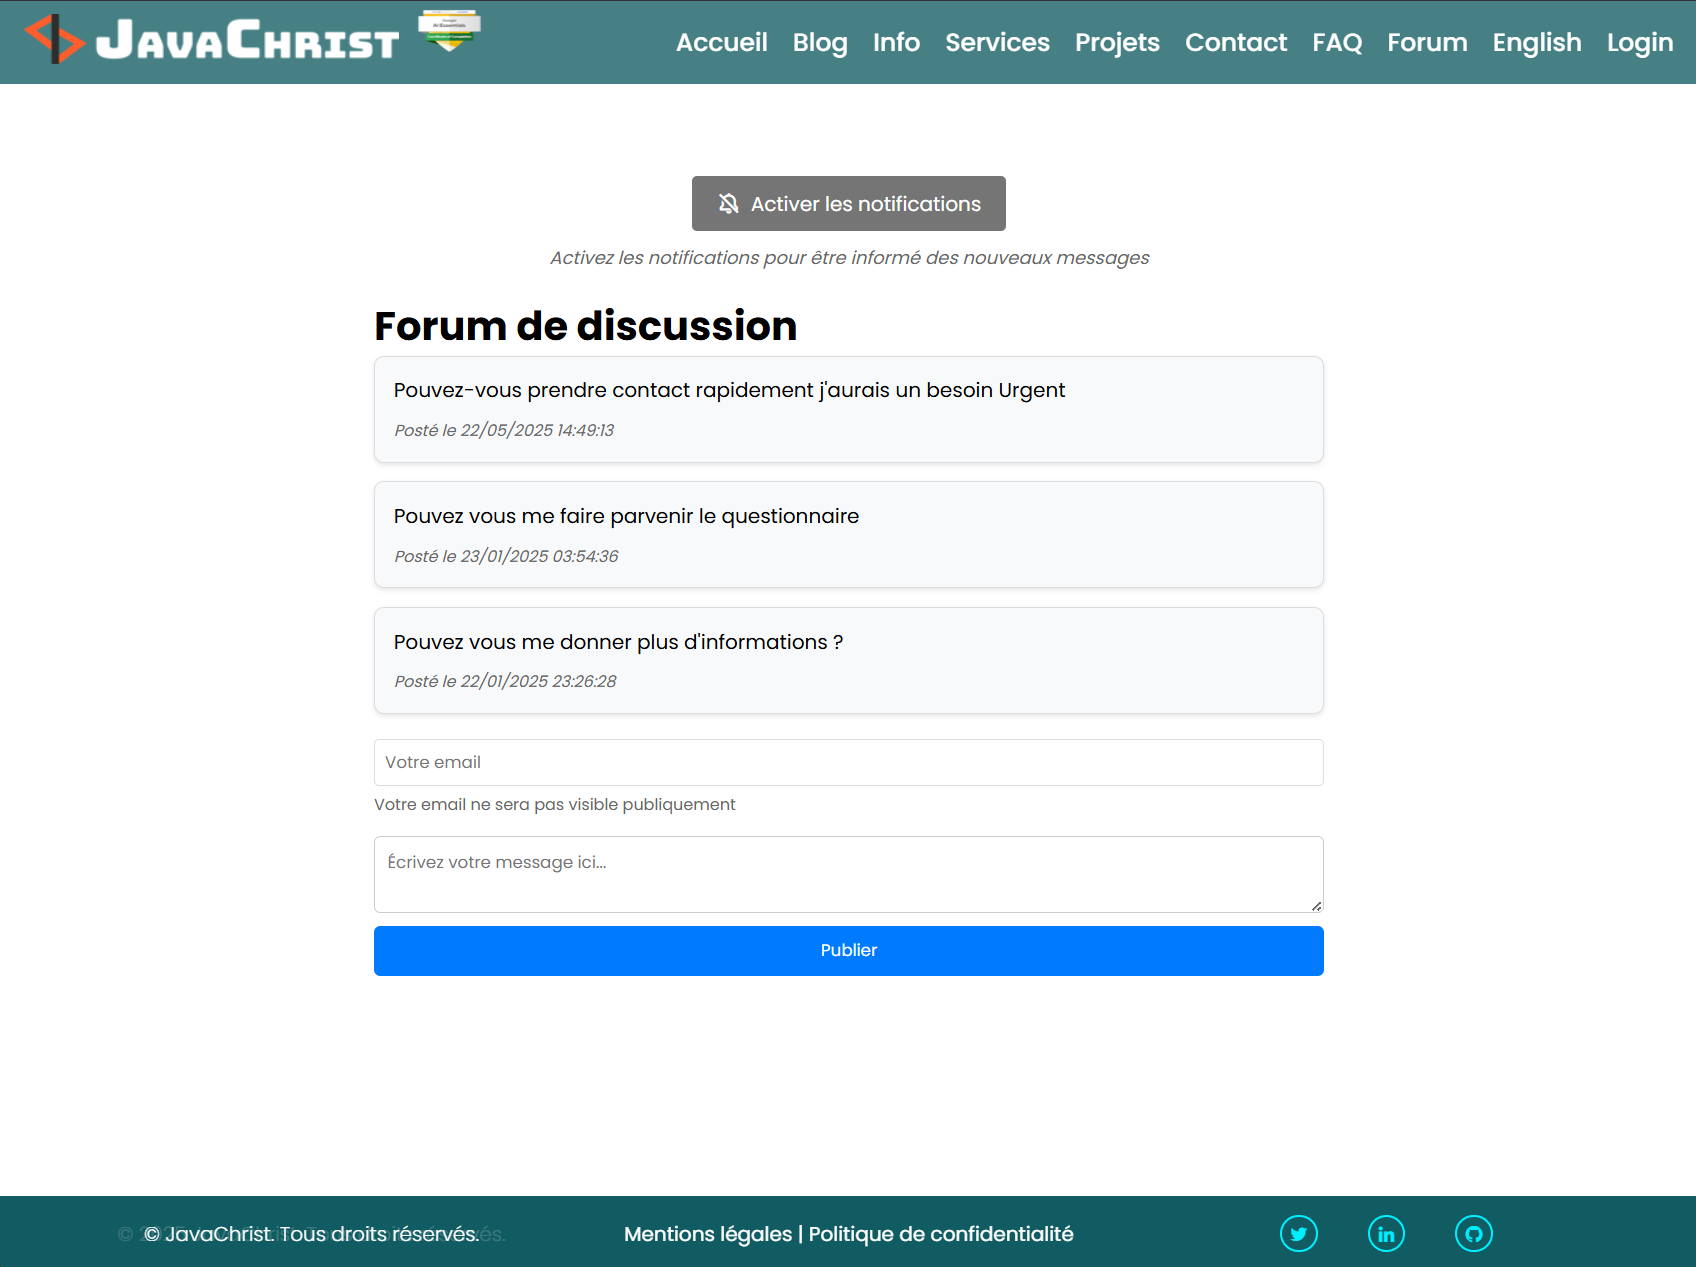 JAVACHRIST
Google
AI Essentials
Accueil Blog Info Services Projets Contact FAQ Forum English Login
Activer les notifications
Activez les notifications pour être informé des nouveaux messages
Forum de discussion
Pouvez-vous prendre contact rapidement j'aurais un besoin Urgent
Posté le 22/05/2025 14:49:13
Pouvez vous me faire parvenir le questionnaire
Posté le 23/01/2025 03:54:36
Pouvez vous me donner plus d'informations ?
Posté le 22/01/2025 23:26:28
Votre email
Votre email ne sera pas visible publiquement
Écrivez votre message ici...
Publier
© JavaChrist. Tous droits réservés.
Mentions légales | Politique de confidentialité